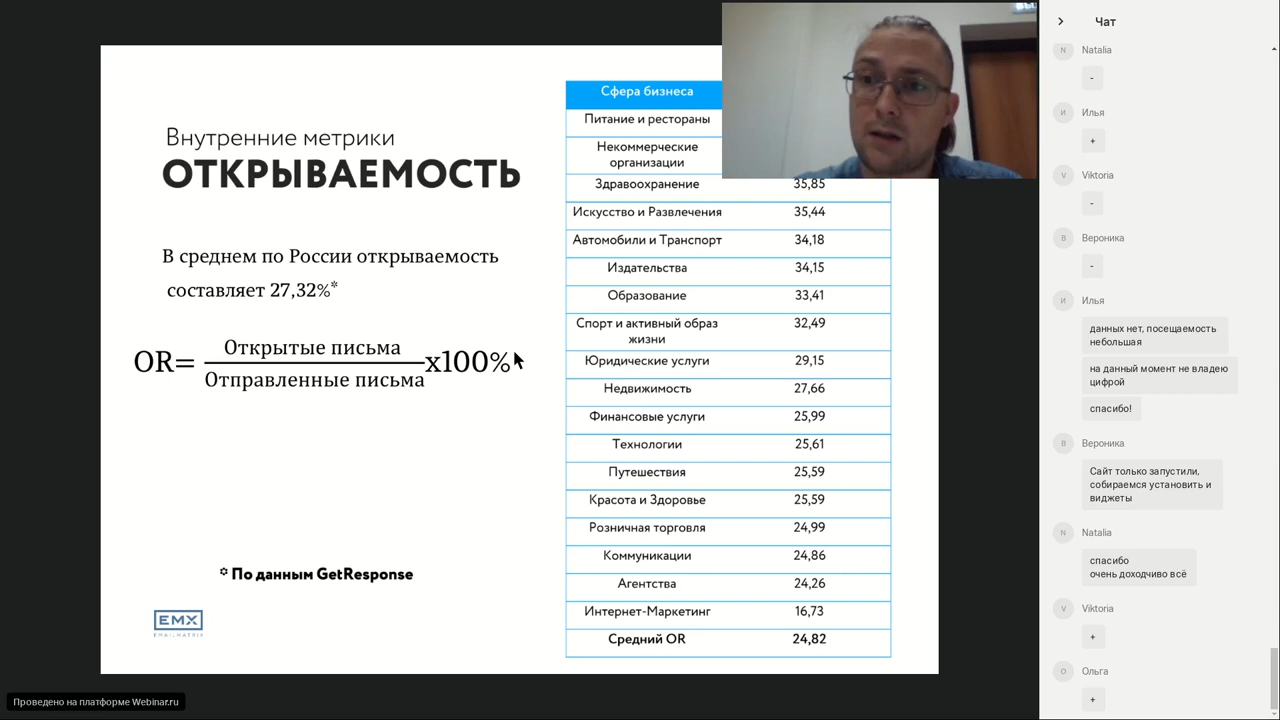 Внутренние метрики
ОТКРЫВАЕМОСТЬ
В среднем по России открываемость
составляет 27,32%*
OR= Открытые письма x100%
Отправленные письма
* По данным GetResponse
EMX
EMAILMATRIX
Сфера бизнеса
Питание и рестораны
Некоммерческие
организации
Здравоохранение 35,85
Искусство и Развлечения 35,44
Автомобили и Транспорт 34,18
Издательства 34,15
Образование 33,41
Спорт и активный образ 32,49
жизни
Юридические услуги 29,15
Недвижимость 27,66
Финансовые услуги 25,99
Технологии 25,61
Путешествия 25,59
Красота и Здоровье 25,59
Розничная торговля 24,99
Коммуникации 24,86
Агентства 24,26
Интернет-Маркетинг 16,73
Средний OR 24,82
Проведено на платформе Webinar.ru
Чат
N Natalia
-
И Илья
+
V Viktoria
-
В Вероника
-
И Илья
данных нет, посещаемость
небольшая
на данный момент не владею
цифрой
спасибо!
В Вероника
Сайт только запустили,
собираемся установить и
виджеты
N Natalia
спасибо
очень доходчиво всё
V Viktoria
+
О Ольга
+